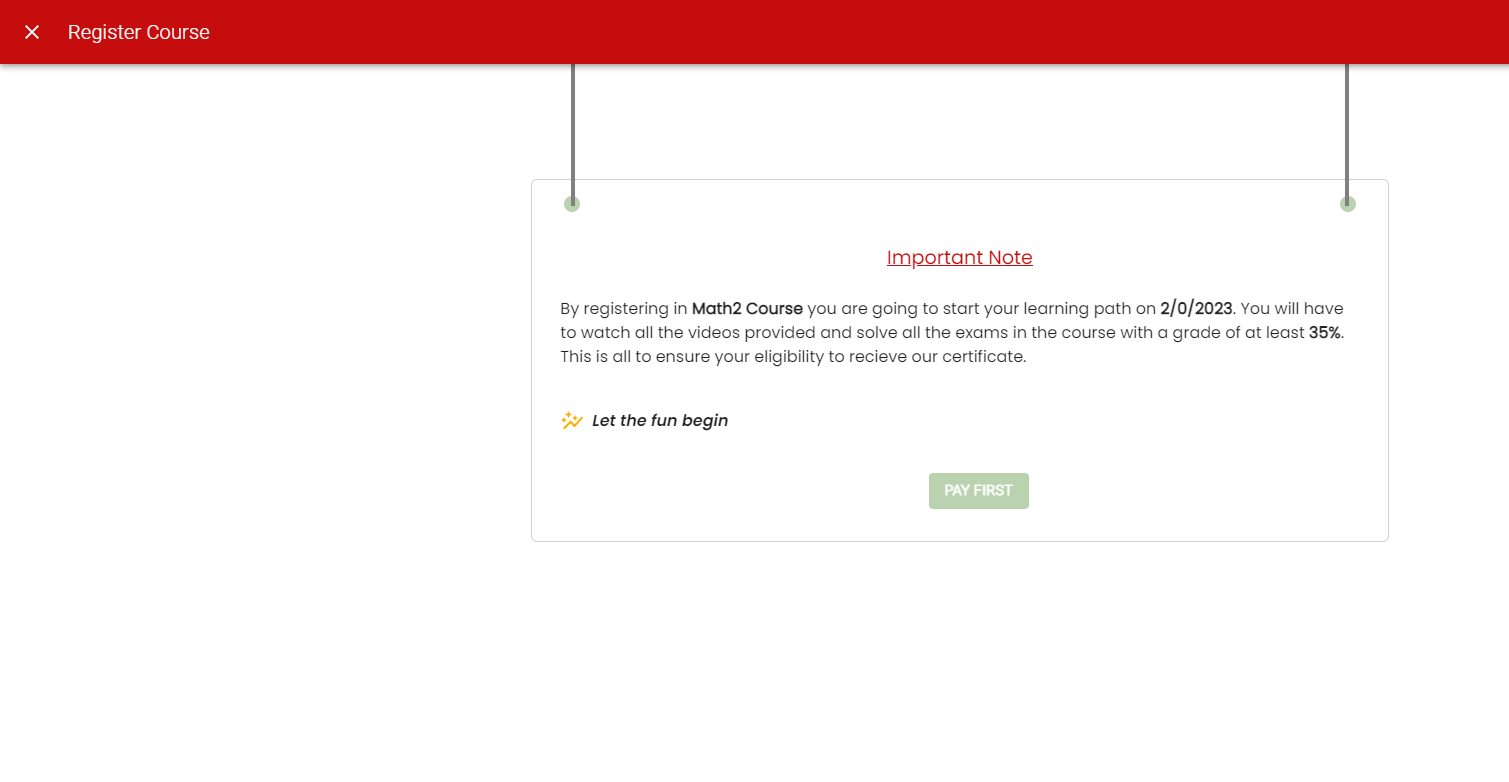 Register Course
Important Note
By registering in Math2 Course you are going to start your learning path on 2/0/2023. You will have
to watch all the videos provided and solve all the exams in the course with a grade of at least 35%.
This is all to ensure your eligibility to recieve our certificate.
Let the fun begin
PAY FIRST